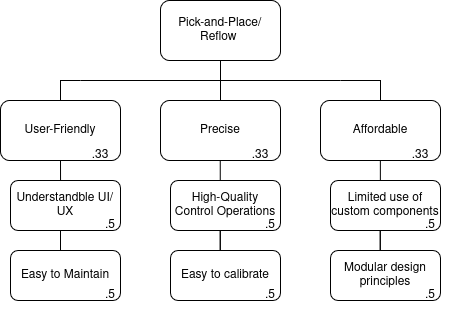 Pick-and-Place/
Reflow
User-Friendly
.33
Precise
.33
Affordable
.33
Understandble UI/
UX
.5
High-Quality
Control Operations
.5
Limited use of
custom components
.5
Easy to Maintain
.5
Easy to calibrate
.5
Modular design
principles
.5